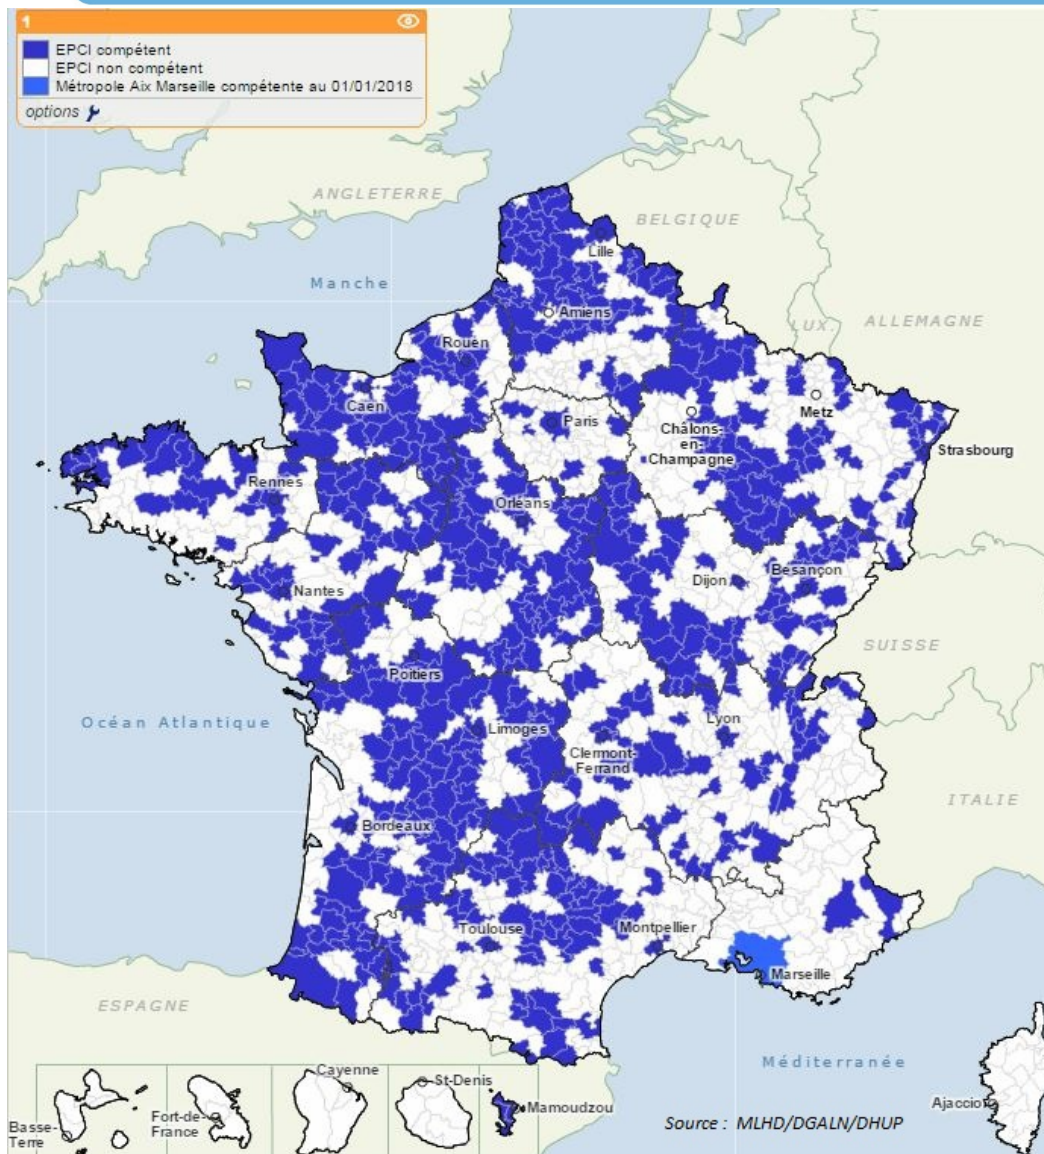 1
EPCI compétent
EPCI non compétent
Métropole Aix Marseille compétente au 01/01/2018
options
ANGLETERRE
BELGIQUE
Lille
Manche
Amiens
LUX.
ALLEMAGNE
Rouen
Caen
Paris
Metz
Châlons-
en-
Champagne
Strasbourg
Rennes
Orléans
Nantes
Dijon
Besançon
SUISSE
Poitiers
Océan Atlantique
Limoges
Lyon
Clermont-
Ferrand
ITALIE
Bordeaux
Toulouse
Montpellier
Marseille
ESPAGNE
Méditerranée
Cayenne
St-Denis
Mamoudzou
Basse-
Terre
Fort-de-
France
Ajaccio
Source : MLHD/DGALN/DHUP